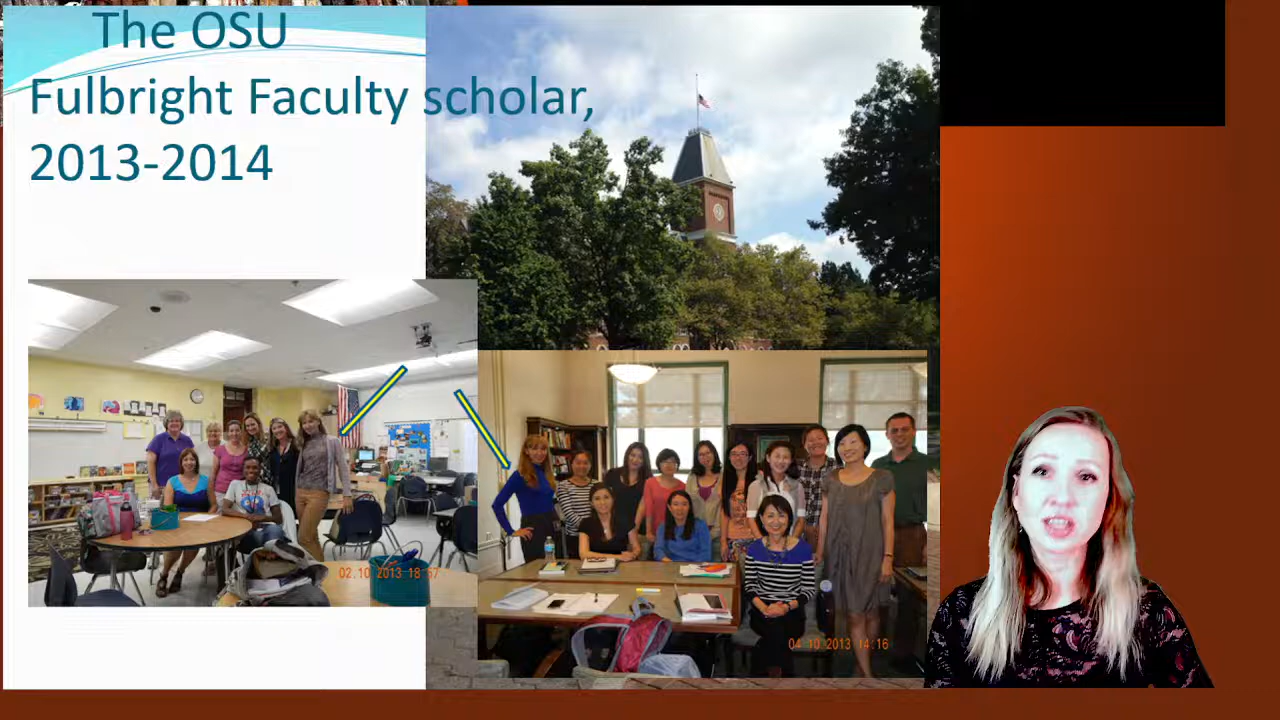 The OSU
Fulbright Faculty scholar,
2013-2014
02.10.2013 18:57
04.10.2013 14:16